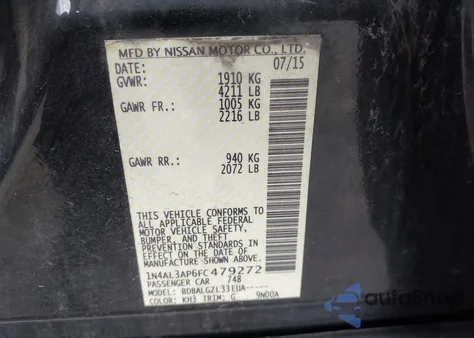 MFD BY NISSAN MOTOR CO., LTD.
DATE: 07/15
GVWR: 1910 KG
4211 LB
GAWR FR.: 1005 KG
2216 LB
GAWR RR.: 940 KG
2072 LB
THIS VEHICLE CONFORMS TO
ALL APPLICABLE FEDERAL
MOTOR VEHICLE SAFETY,
BUMPER, AND THEFT
PREVENTION STANDARDS IN
EFFECT ON THE DATE OF
MANUFACTURE SHOWN ABOVE.
1N4AL3AP6FC479272
PASSENGER CAR 748
MODEL: BDBALGZL33EUA-----
COLOR: KH3 TRIM: G 9N00A
autoSnap